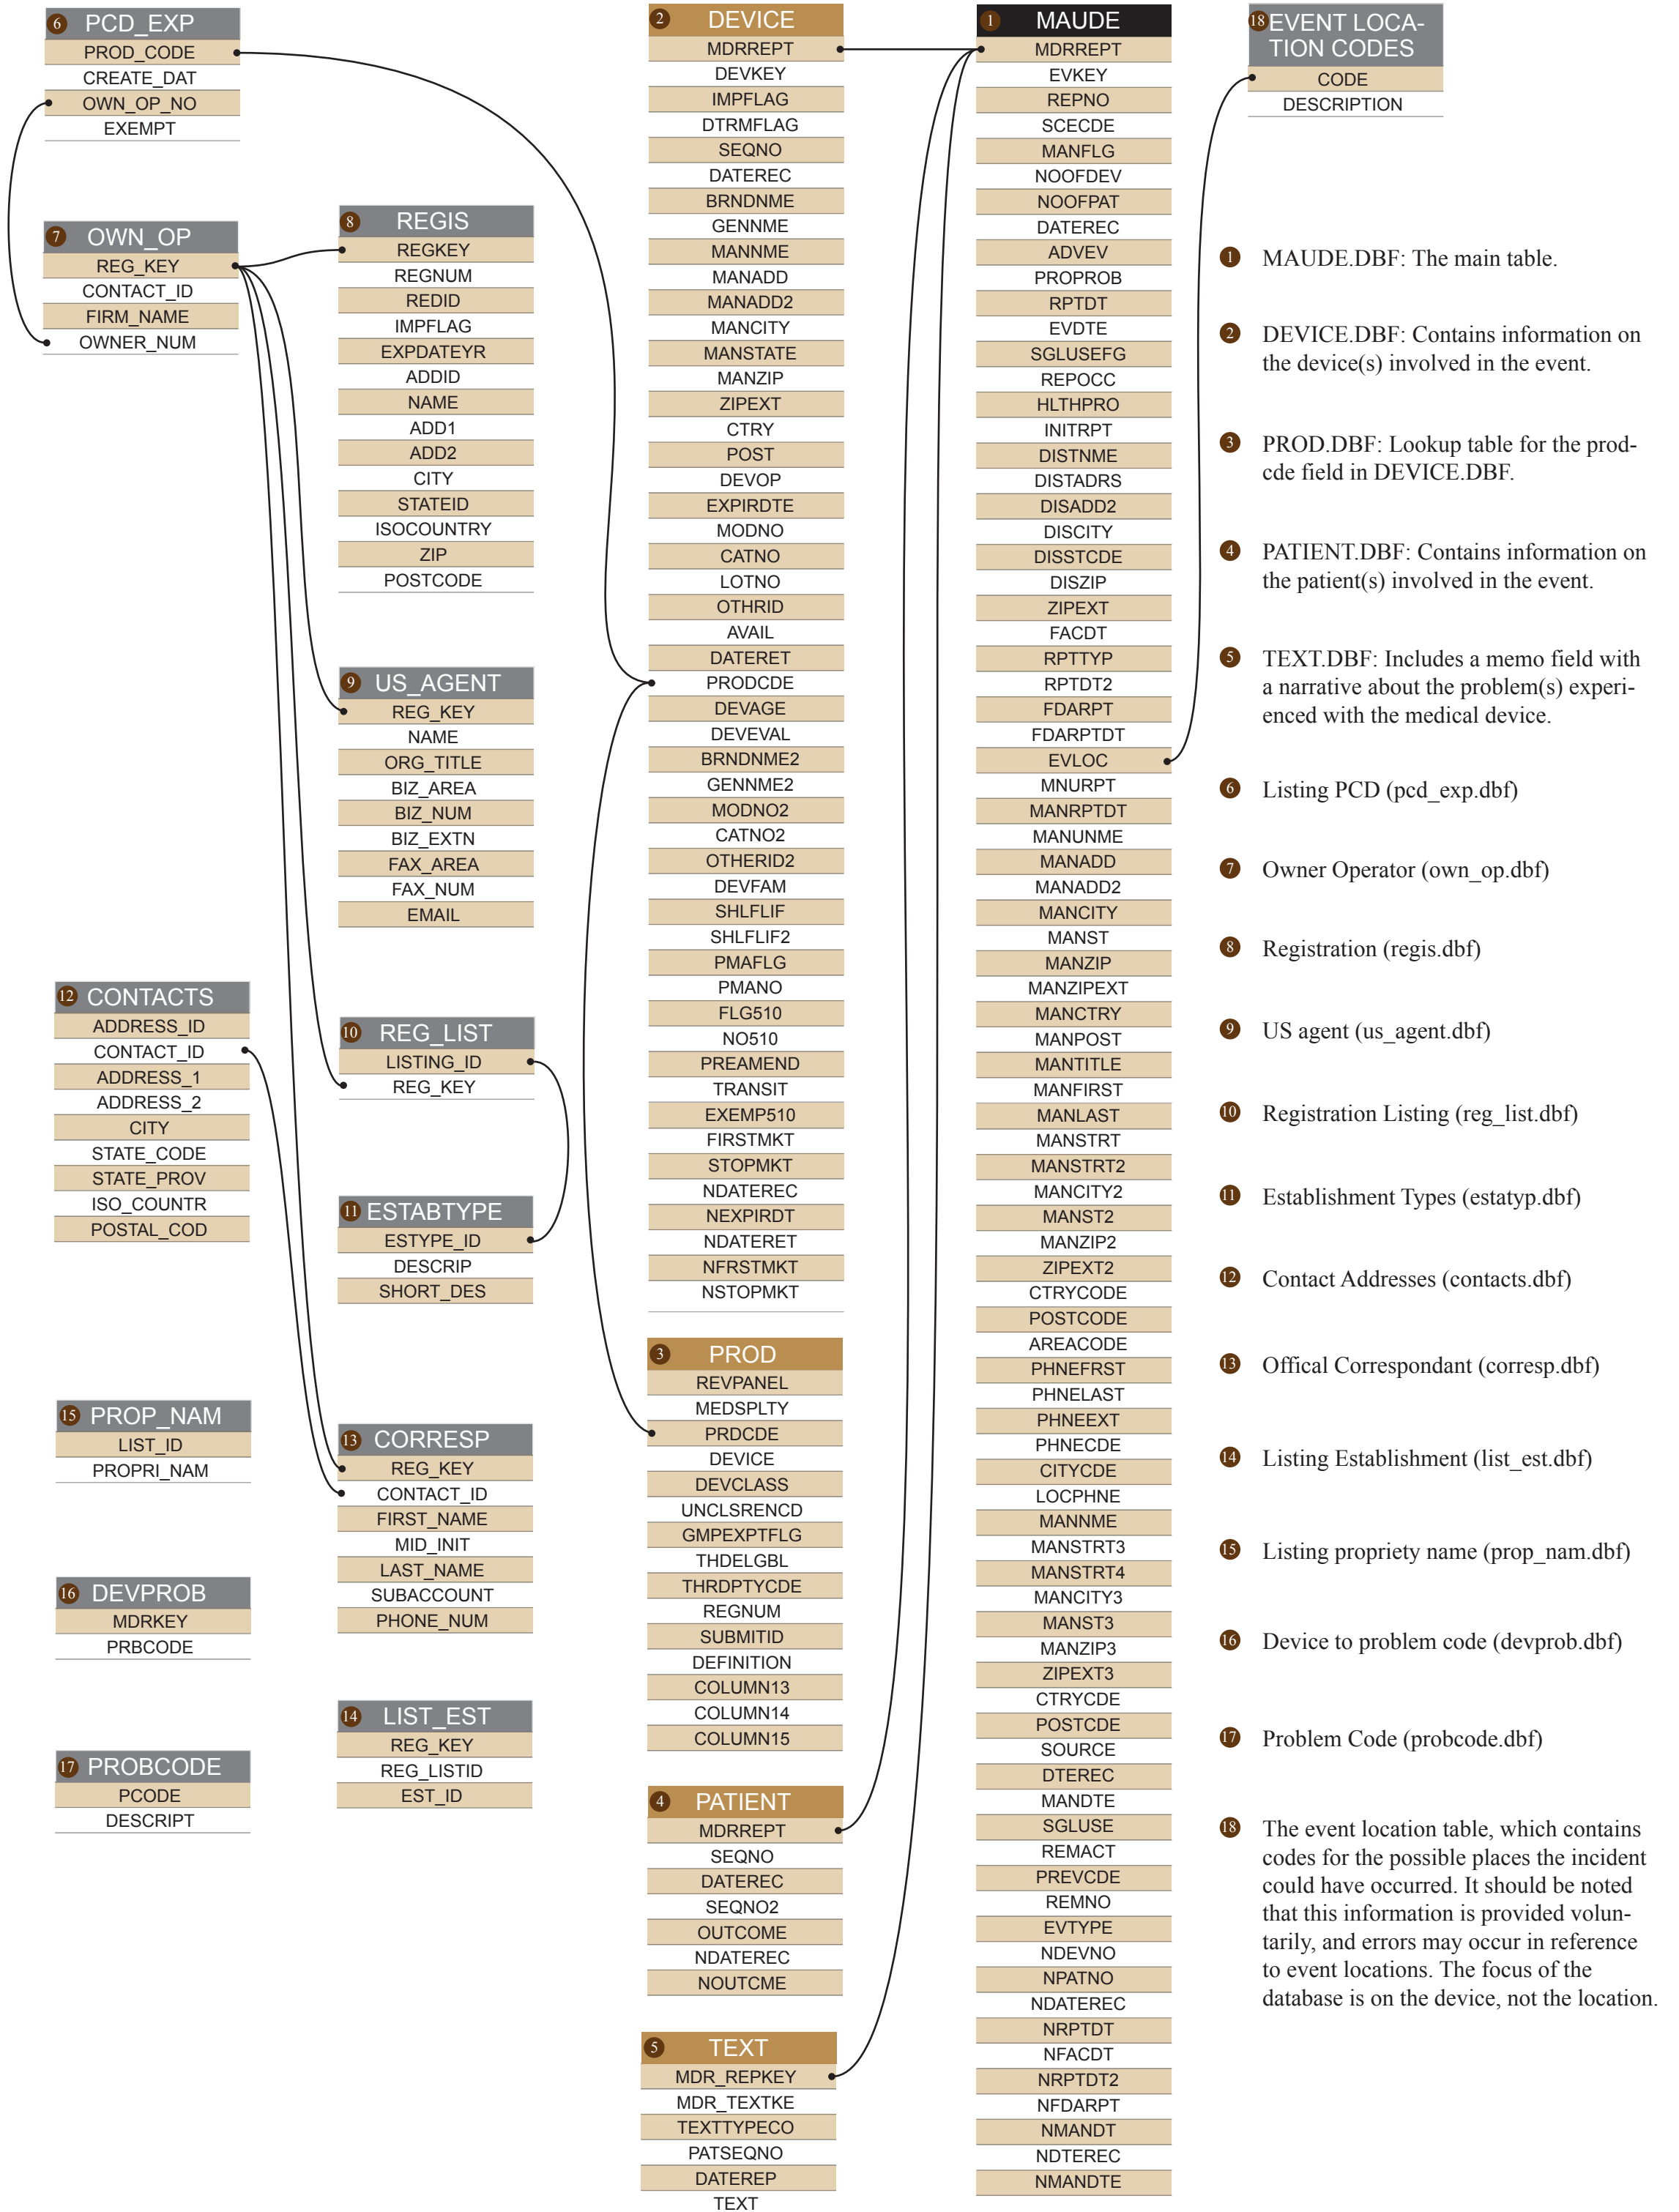 6 PCD_EXP
PROD_CODE
CREATE_DAT
OWN_OP_NO
EXEMPT
7 OWN_OP
REG_KEY
CONTACT_ID
FIRM_NAME
OWNER_NUM
12 CONTACTS
ADDRESS_ID
CONTACT_ID
ADDRESS_1
ADDRESS_2
CITY
STATE_CODE
STATE_PROV
ISO_COUNTR
POSTAL_COD
15 PROP_NAM
LIST_ID
PROPRI_NAM
16 DEVPROB
MDRKEY
PRBCODE
17 PROBCODE
PCODE
DESCRIPT
8 REGIS
REGKEY
REGNUM
REDID
IMPFLAG
EXPDATEYR
ADDID
NAME
ADD1
ADD2
CITY
STATEID
ISOCOUNTRY
ZIP
POSTCODE
9 US_AGENT
REG_KEY
NAME
ORG_TITLE
BIZ_AREA
BIZ_NUM
BIZ_EXTN
FAX_AREA
FAX_NUM
EMAIL
10 REG_LIST
LISTING_ID
REG_KEY
11 ESTABTYPE
ESTYPE_ID
DESCRIP
SHORT_DES
13 CORRESP
REG_KEY
CONTACT_ID
FIRST_NAME
MID_INIT
LAST_NAME
SUBACCOUNT
PHONE_NUM
14 LIST_EST
REG_KEY
REG_LISTID
EST_ID
2 DEVICE
MDRREPT
DEVKEY
IMPFLAG
DTRMFLAG
SEQNO
DATEREC
BRNDNME
GENNME
MANNME
MANADD
MANADD2
MANCITY
MANSTATE
MANZIP
ZIPEXT
CTRY
POST
DEVOP
EXPIRDTE
MODNO
CATNO
LOTNO
OTHRID
AVAIL
DATERET
PRODCDE
DEVAGE
DEVEVAL
BRNDNME2
GENNME2
MODNO2
CATNO2
OTHERID2
DEVFAM
SHLFLIF
SHLFLIF2
PMAFLG
PMANO
FLG510
NO510
PREAMEND
TRANSIT
EXEMP510
FIRSTMKT
STOPMKT
NDATEREC
NEXPIRDT
NDATERET
NFRSTMKT
NSTOPMKT
3 PROD
REVPANEL
MEDSPLTY
PRDCDE
DEVICE
DEVCLASS
UNCLSRENCD
GMPEXPTFLG
THDELGBL
THRDPTYCDE
REGNUM
SUBMITID
DEFINITION
COLUMN13
COLUMN14
COLUMN15
4 PATIENT
MDRREPT
SEQNO
DATEREC
SEQNO2
OUTCOME
NDATEREC
NOUTCME
5 TEXT
MDR_REPKEY
MDR_TEXTKE
TEXTTYPECO
PATSEQNO
DATEREP
TEXT
1 MAUDE
MDRREPT
EVKEY
REPNO
SCECDE
MANFLG
NOOFDEV
NOOFPAT
DATEREC
ADVEV
PROPROB
RPTDT
EVDTE
SGLUSEFG
REPOCC
HLTHPRO
INITRPT
DISTNME
DISTADRS
DISADD2
DISCITY
DISSTCDE
DISZIP
ZIPEXT
FACDT
RPTTYP
RPTDT2
FDARPT
FDARPTDT
EVLOC
MNURPT
MANRPTDT
MANUNME
MANADD
MANADD2
MANCITY
MANST
MANZIP
MANZIPEXT
MANCTRY
MANPOST
MANTITLE
MANFIRST
MANLAST
MANSTRT
MANSTRT2
MANCITY2
MANST2
MANZIP2
ZIPEXT2
CTRYCODE
POSTCODE
AREACODE
PHNEFRST
PHNELAST
PHNEEXT
PHNECDE
CITYCDE
LOCPHNE
MANNME
MANSTRT3
MANSTRT4
MANCITY3
MANST3
MANZIP3
ZIPEXT3
CTRYCDE
POSTCDE
SOURCE
DTEREC
MANDTE
SGLUSE
REMACT
PREVCDE
REMNO
EVTYPE
NDEVNO
NPATNO
NDATEREC
NRPTDT
NFACDT
NRPTDT2
NFDARPT
NMANDT
NDTEREC
NMANDTE
18 EVENT LOCA-
TION CODES
CODE
DESCRIPTION
1 MAUDE.DBF: The main table.
2 DEVICE.DBF: Contains information on
the device(s) involved in the event.
3 PROD.DBF: Lookup table for the prod-
cde field in DEVICE.DBF.
4 PATIENT.DBF: Contains information on
the patient(s) involved in the event.
5 TEXT.DBF: Includes a memo field with
a narrative about the problem(s) experi-
enced with the medical device.
6 Listing PCD (pcd_exp.dbf)
7 Owner Operator (own_op.dbf)
8 Registration (regis.dbf)
9 US agent (us_agent.dbf)
10 Registration Listing (reg_list.dbf)
11 Establishment Types (estatyp.dbf)
12 Contact Addresses (contacts.dbf)
13 Offical Correspondant (corresp.dbf)
14 Listing Establishment (list_est.dbf)
15 Listing propriety name (prop_nam.dbf)
16 Device to problem code (devprob.dbf)
17 Problem Code (probcode.dbf)
18 The event location table, which contains
codes for the possible places the incident
could have occurred. It should be noted
that this information is provided volun-
tarily, and errors may occur in reference
to event locations. The focus of the
database is on the device, not the location.